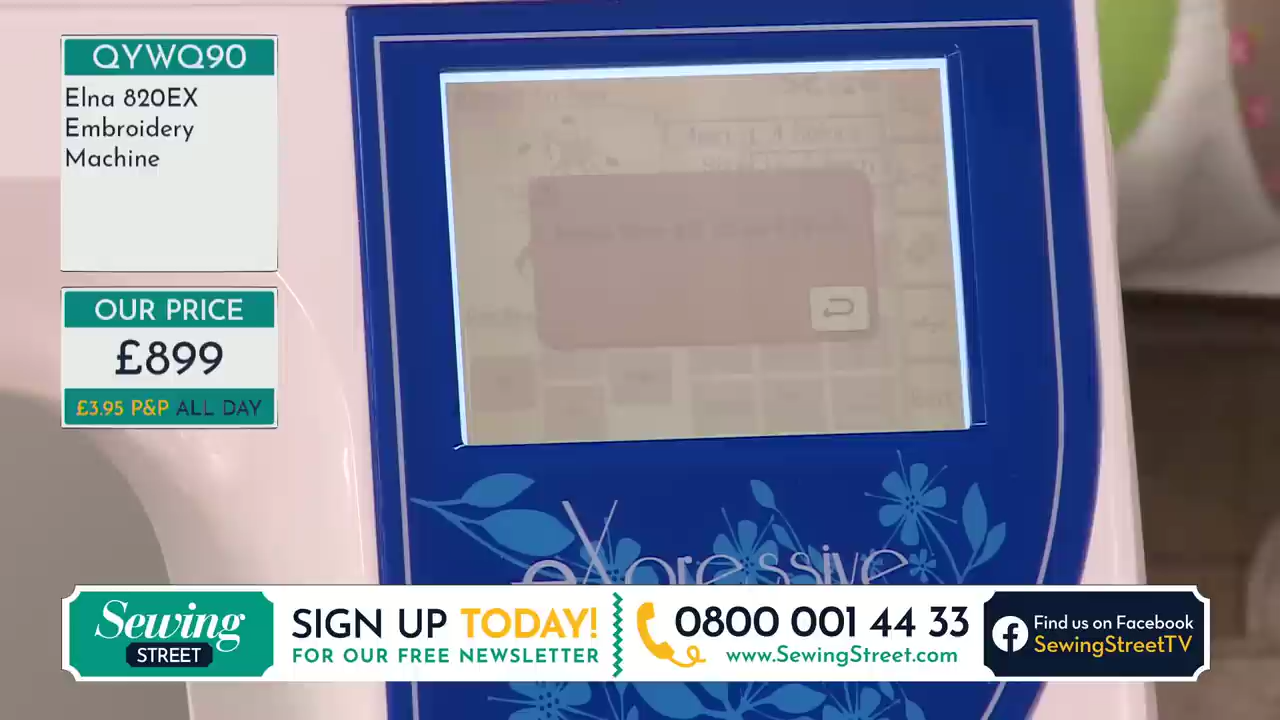 QYWQ90
Elna 820EX
Embroidery
Machine
OUR PRICE
£899
£3.95 P&P ALL DAY
eXpressive
Sewing
STREET
SIGN UP TODAY!
FOR OUR FREE NEWSLETTER
0800 001 44 33
www.SewingStreet.com
Find us on Facebook
SewingStreetTV